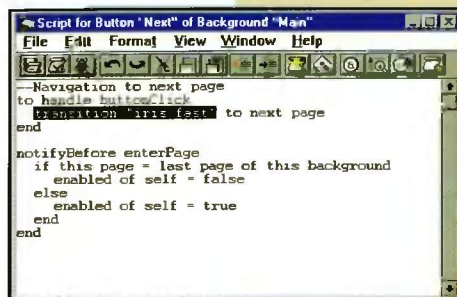 Script for Button "Next" of Background "Main"
File Edit Format View Window Help
--Navigation to next page
to handle buttonClick
transition "iris fast" to next page
end
notifyBefore enterPage
if this page = last page of this background
enabled of self = false
else
enabled of self = true
end
end